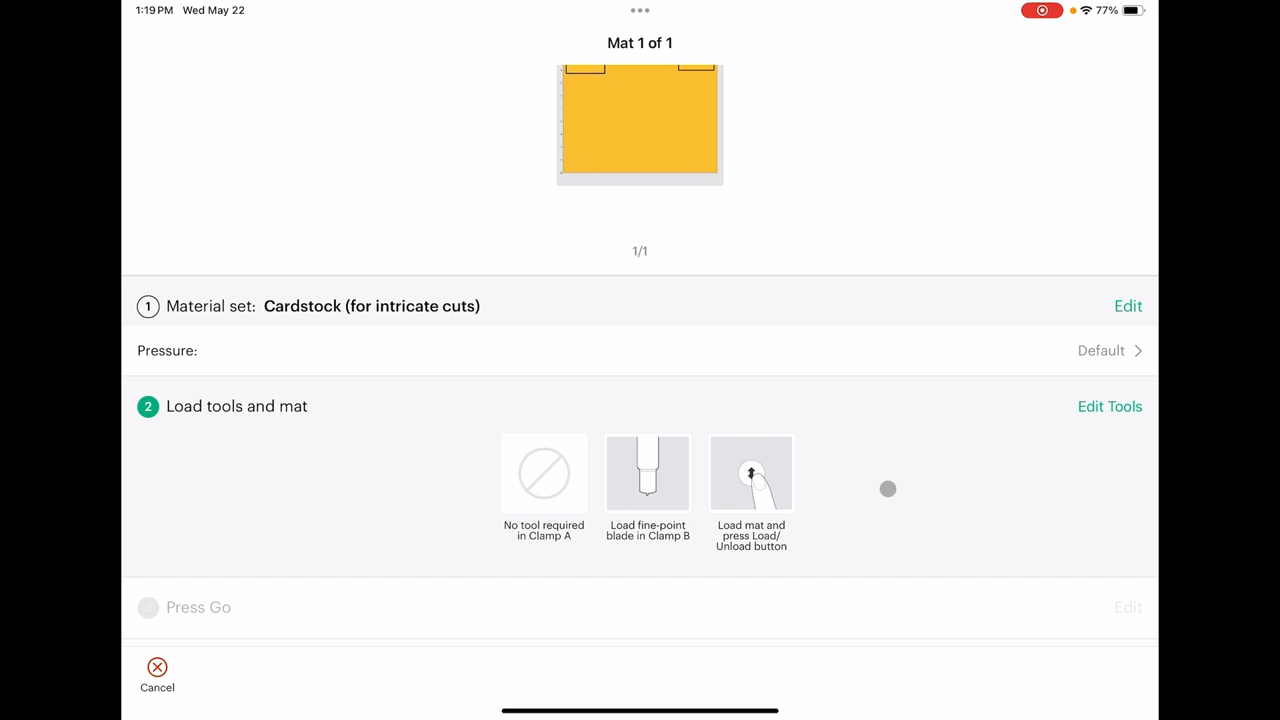 1:19 PM Wed May 22
77%
Mat 1 of 1
1/1
1 Material set: Cardstock (for intricate cuts) Edit
Pressure: Default
2 Load tools and mat Edit Tools
No tool required
in Clamp A
Load fine-point
blade in Clamp B
Load mat and
press Load/
Unload button
Press Go Edit
Cancel